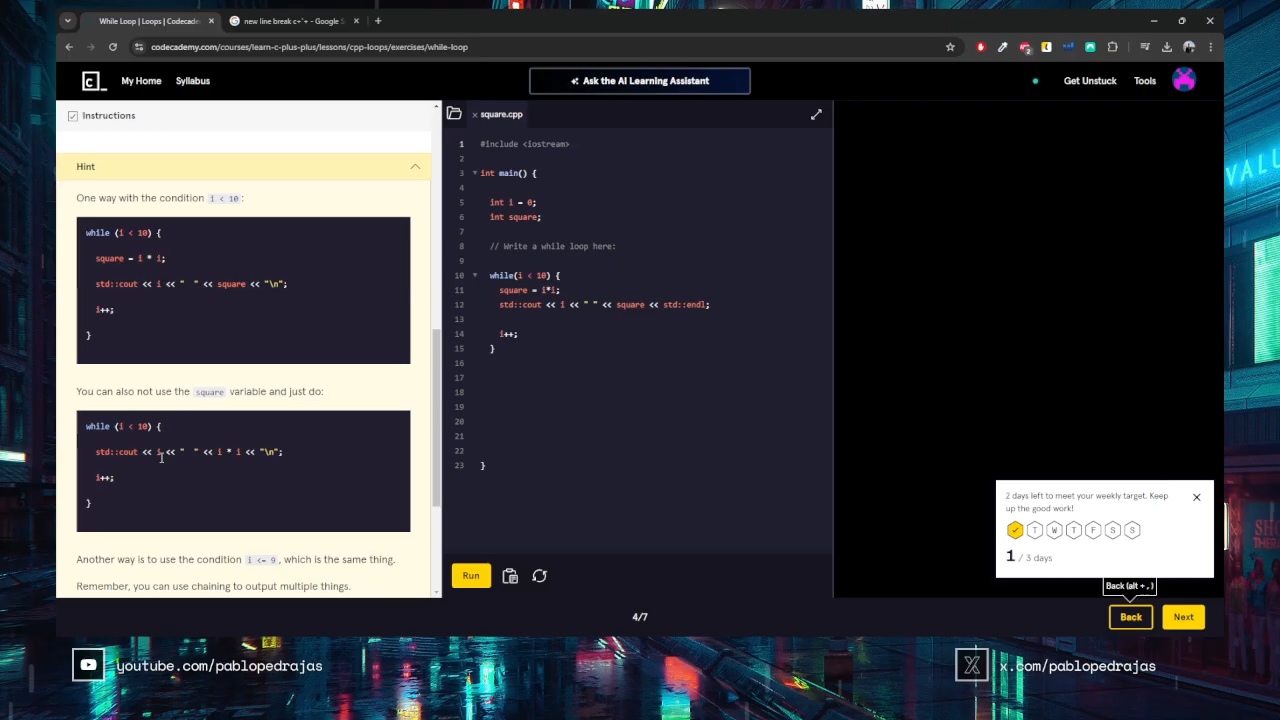 While Loop | Loops | Codecader
new line break c++ - Google S
codecademy.com/courses/learn-c-plus-plus/lessons/cpp-loops/exercises/while-loop
My Home
Syllabus
Ask the AI Learning Assistant
Get Unstuck
Tools
Instructions
Hint
One way with the condition i < 10 :
while (i < 10) {
square = i * i;
std::cout << i << "  " << square << "\n";
i++;
}
You can also not use the square variable and just do:
while (i < 10) {
std::cout << i << "  " << i * i << "\n";
i++;
}
Another way is to use the condition i <= 9 , which is the same thing.
Remember, you can use chaining to output multiple things.
square.cpp
1 #include <iostream>
2
3 int main() {
4
5 int i = 0;
6 int square;
7
8 // Write a while loop here:
9
10 while(i < 10) {
11 square = i*i;
12 std::cout << i << " " << square << std::endl;
13
14 i++;
15 }
16
17
18
19
20
21
22
23 }
Run
2 days left to meet your weekly target. Keep
up the good work!
T W T F S S
1 / 3 days
Back (alt + ,)
4/7
Back
Next
youtube.com/pablopedrajas
x.com/pablopedrajas